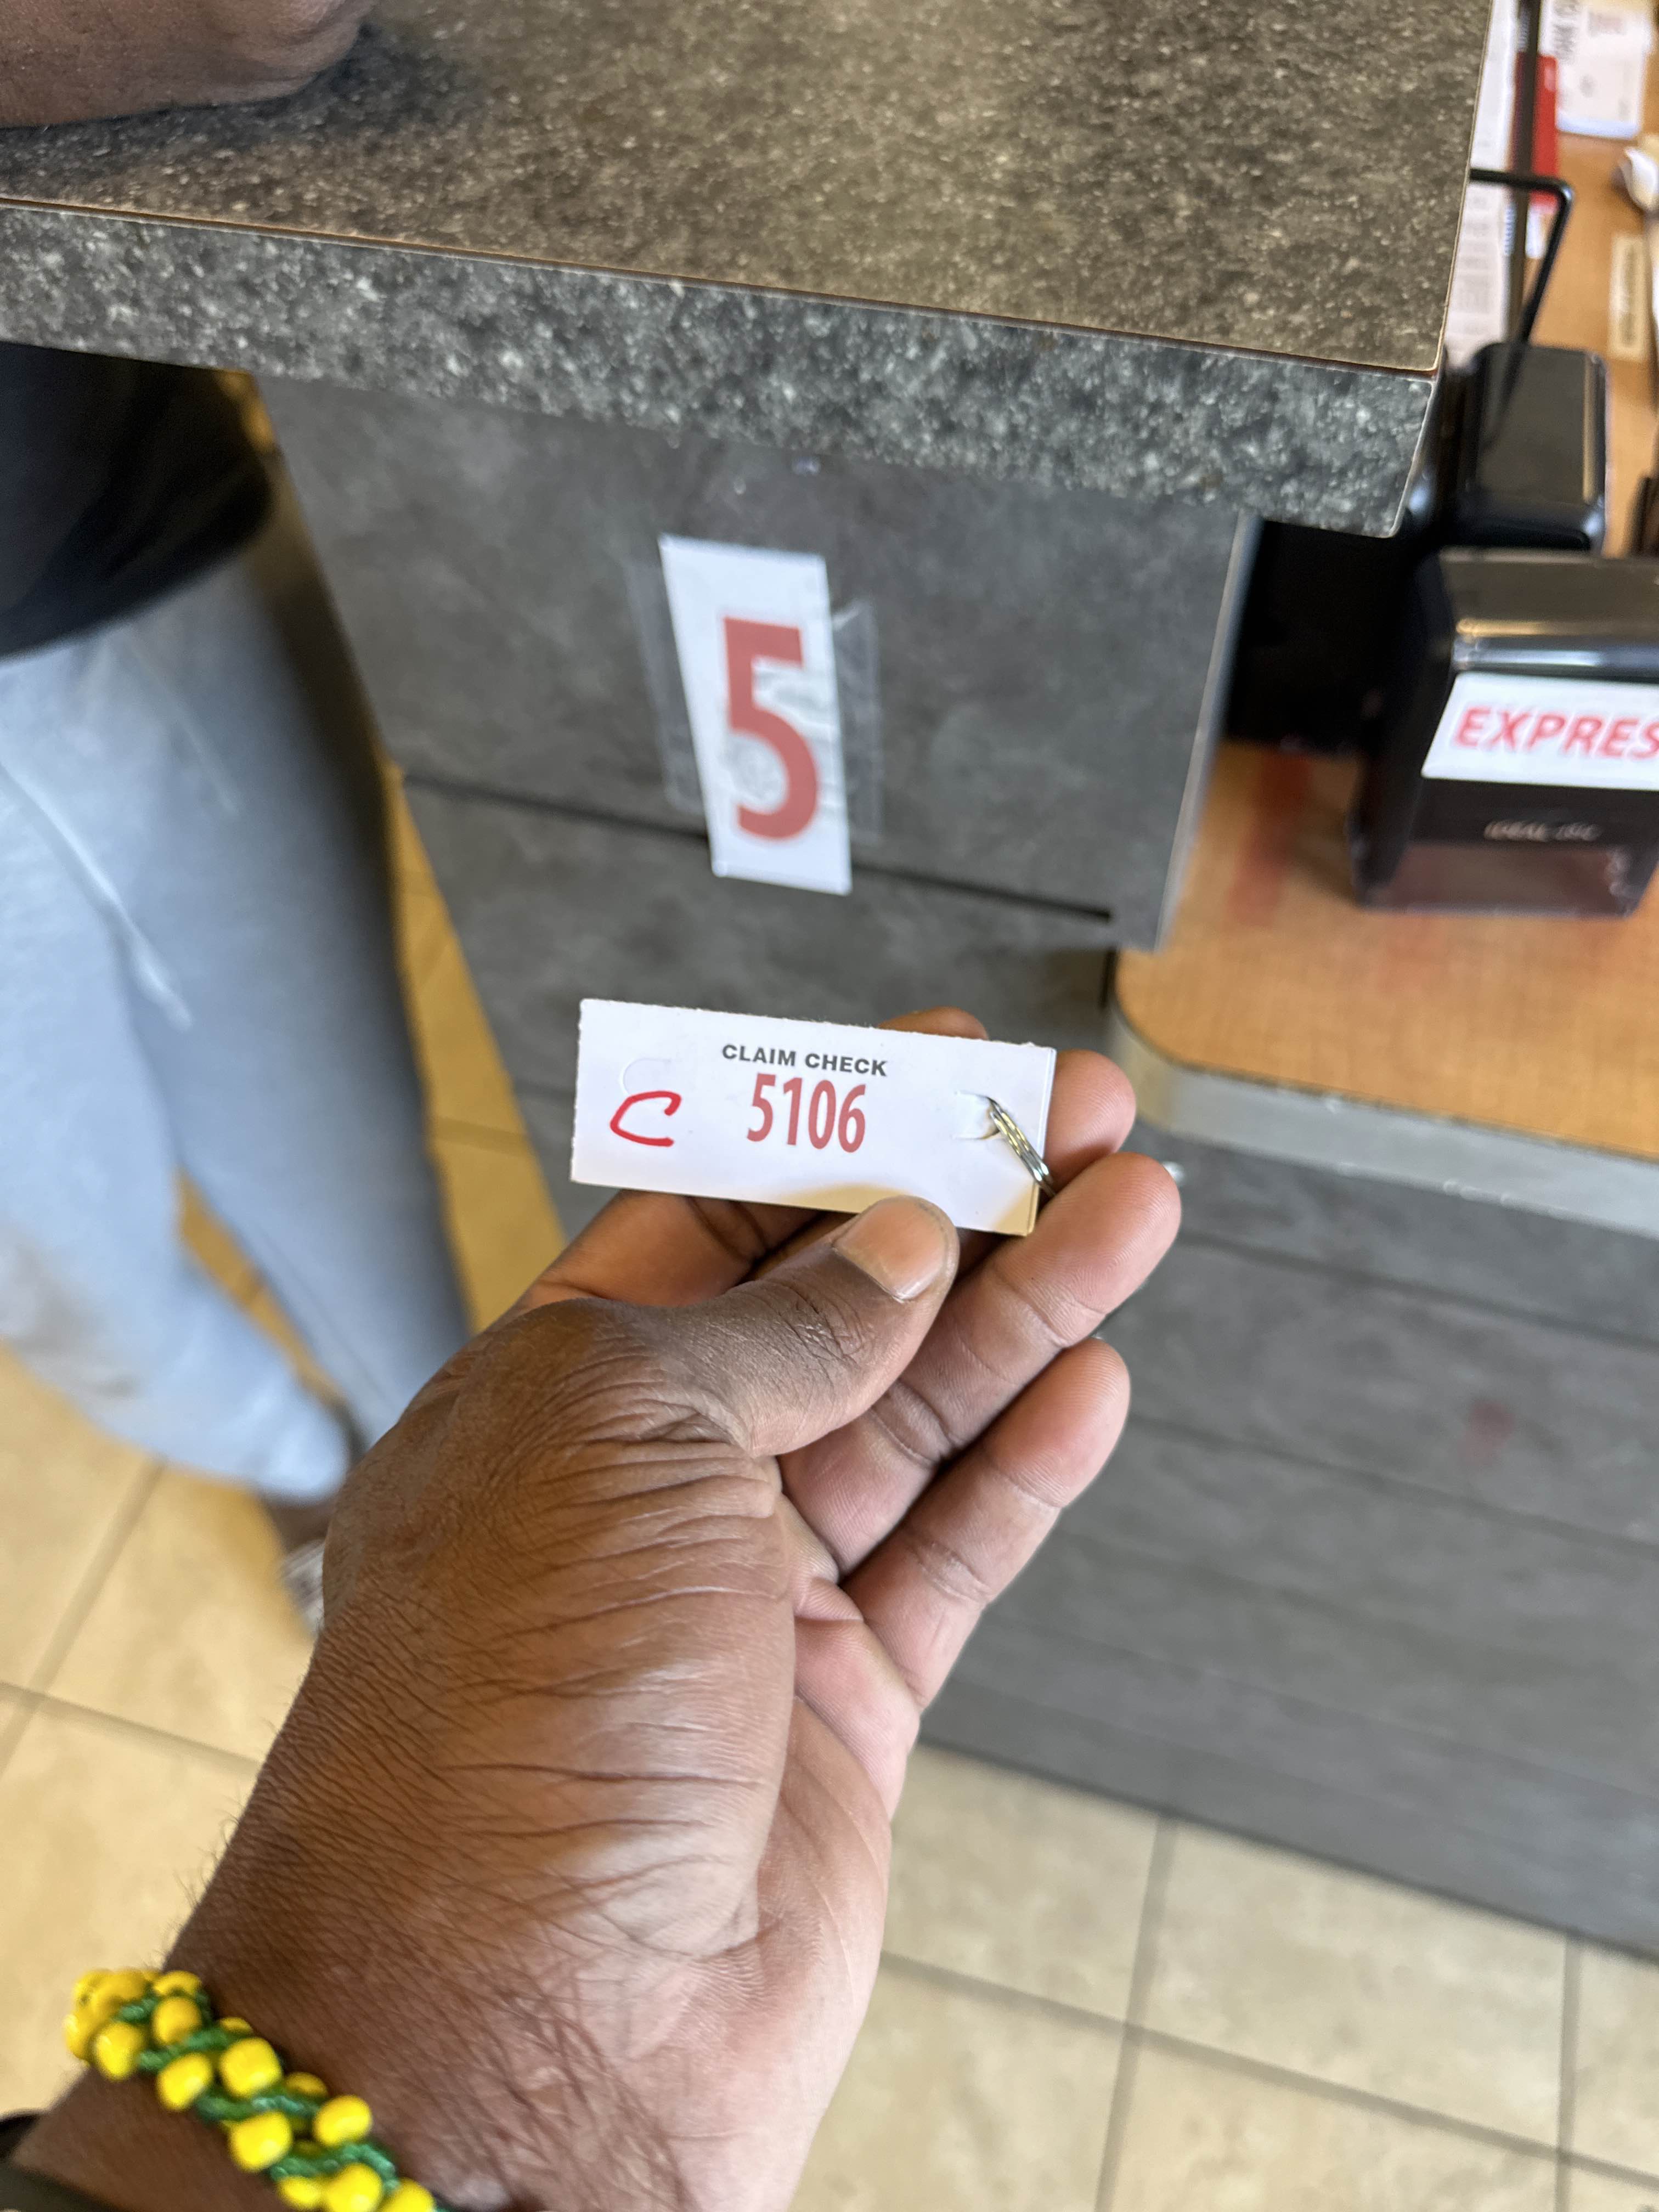 5
EXPRES
CLAIM CHECK
C 5106